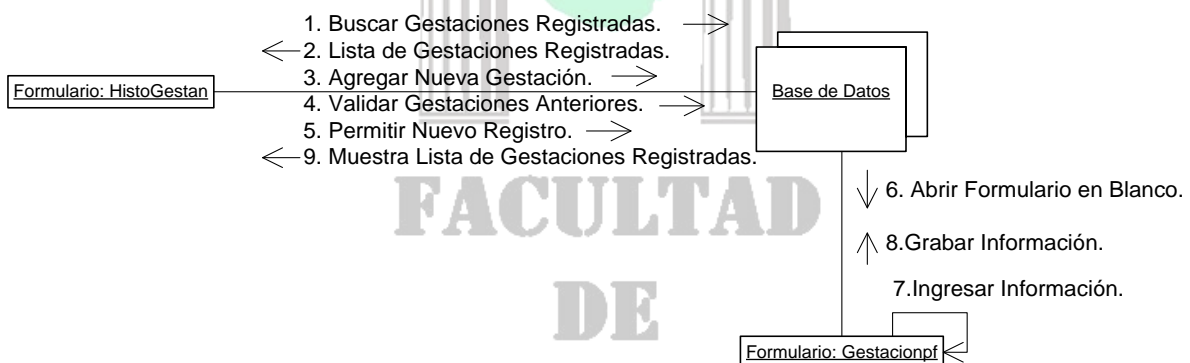 1. Buscar Gestaciones Registradas.
2. Lista de Gestaciones Registradas.
3. Agregar Nueva Gestación.
Formulario: HistoGestan
Base de Datos
4. Validar Gestaciones Anteriores.
5. Permitir Nuevo Registro.
9. Muestra Lista de Gestaciones Registradas.
FACULTAD
6. Abrir Formulario en Blanco.
8.Grabar Información.
7.Ingresar Información.
DE
Formulario: Gestacionpf